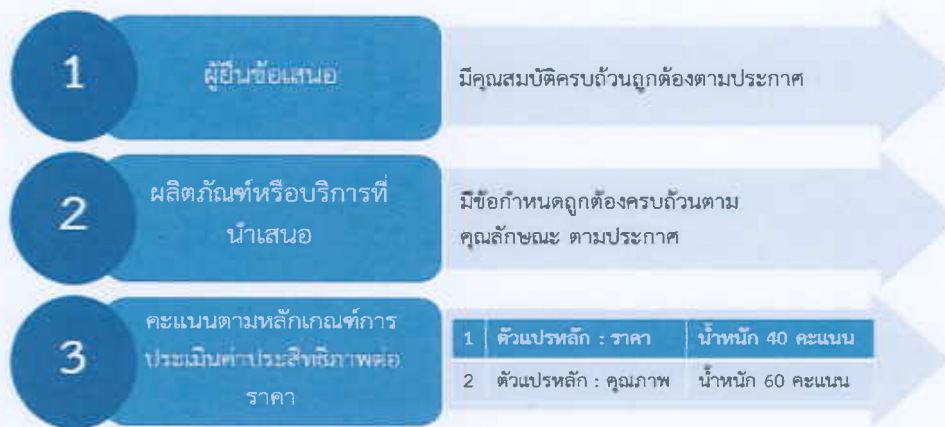 1
ผู้ยื่นข้อเสนอ
มีคุณสมบัติครบถ้วนถูกต้องตามประกาศ
2
ผลิตภัณฑ์หรือบริการที่
นำเสนอ
มีข้อกำหนดถูกต้องครบถ้วนตาม
คุณลักษณะ ตามประกาศ
3
คะแนนตามหลักเกณฑ์การ
ประเมินค่าประสิทธิภาพต่อ
ราคา
1 ตัวแปรหลัก : ราคา น้ำหนัก 40 คะแนน
2 ตัวแปรหลัก : คุณภาพ น้ำหนัก 60 คะแนน